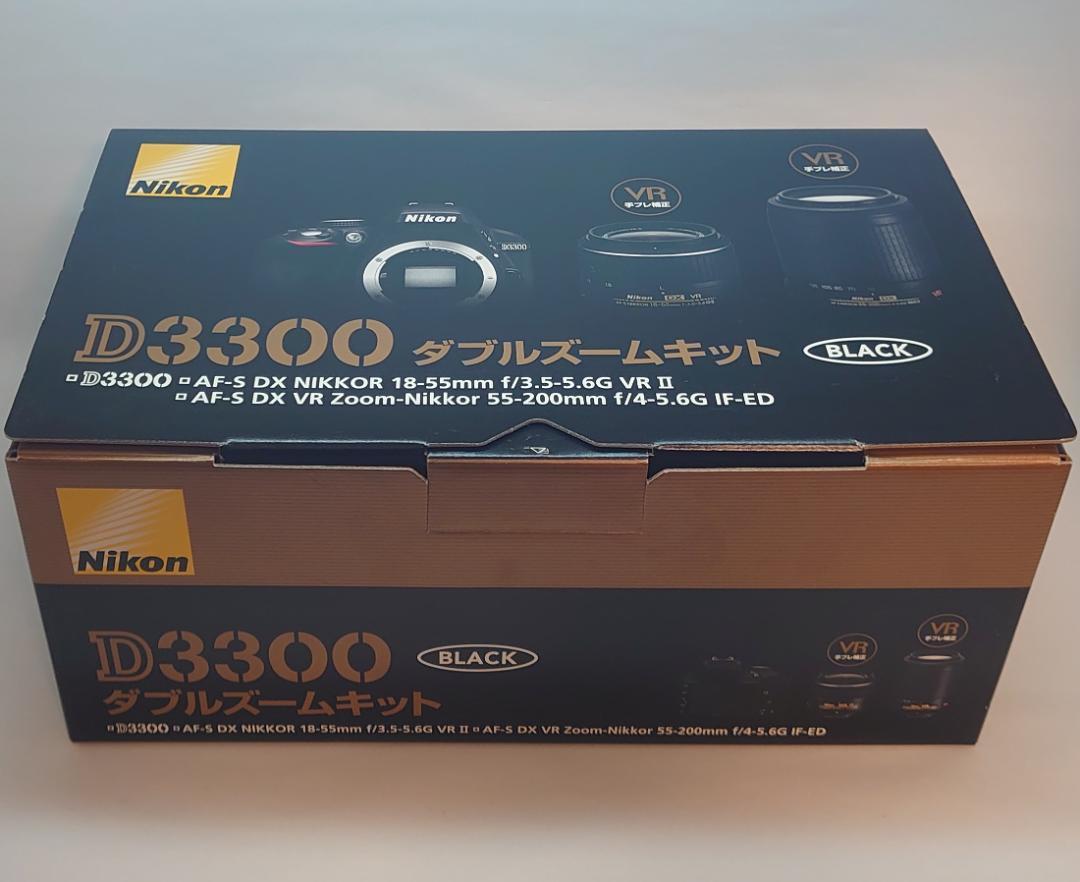 Nikon
VR
手ブレ補正
VR
手ブレ補正
Nikon
D3300
Nikon DX VR
Nikon DX
D3300 ダブルズームキット BLACK
D3300 AF-S DX NIKKOR 18-55mm f/3.5-5.6G VR II
AF-S DX VR Zoom-Nikkor 55-200mm f/4-5.6G IF-ED
Nikon
D3300 BLACK
ダブルズームキット
VR
手ブレ補正
VR
手ブレ補正
D3300 AF-S DX NIKKOR 18-55mm f/3.5-5.6G VR II AF-S DX VR Zoom-Nikkor 55-200mm f/4-5.6G IF-ED